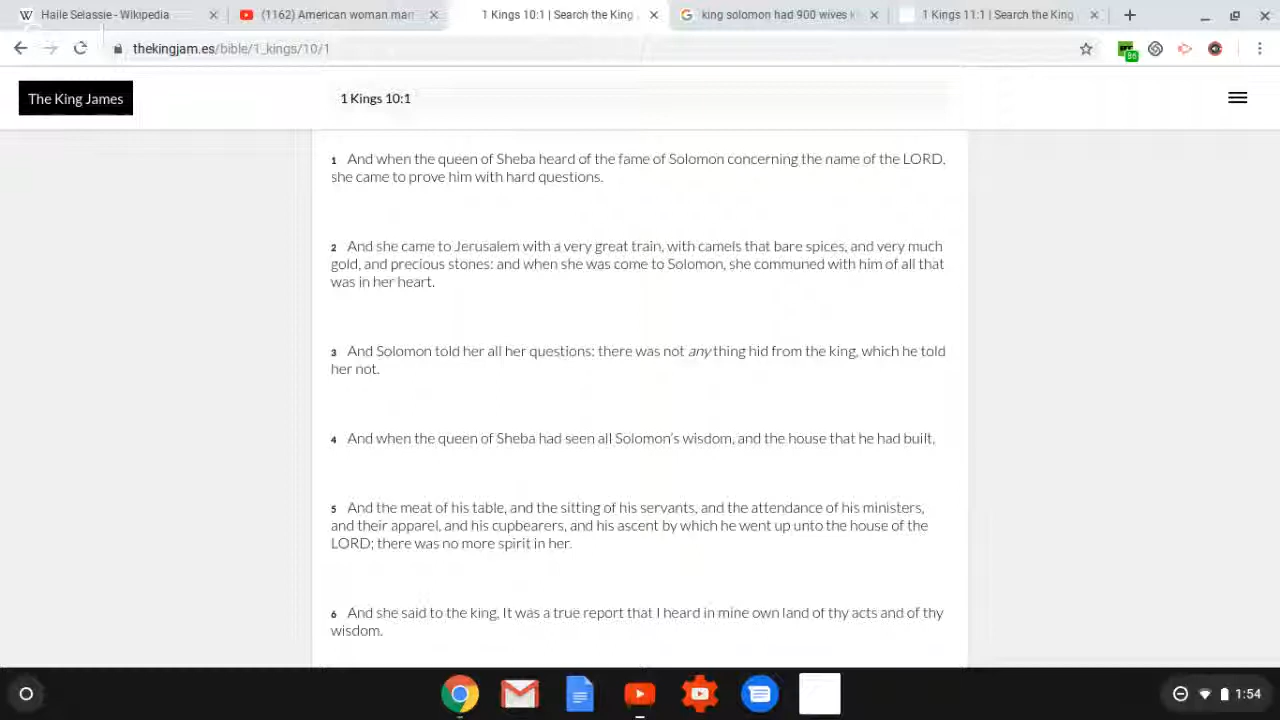 Haile Selassie - Wikipedia
(1162) American woman marr
1 Kings 10:1 | Search the King
king solomon had 900 wives k
1 Kings 11:1 | Search the King
thekingjam.es/bible/1_kings/10/1
86
The King James
1 Kings 10:1
1 And when the queen of Sheba heard of the fame of Solomon concerning the name of the LORD,
she came to prove him with hard questions.
2 And she came to Jerusalem with a very great train, with camels that bare spices, and very much
gold, and precious stones: and when she was come to Solomon, she communed with him of all that
was in her heart.
3 And Solomon told her all her questions: there was not any thing hid from the king, which he told
her not.
4 And when the queen of Sheba had seen all Solomon's wisdom, and the house that he had built,
5 And the meat of his table, and the sitting of his servants, and the attendance of his ministers,
and their apparel, and his cupbearers, and his ascent by which he went up unto the house of the
LORD; there was no more spirit in her.
6 And she said to the king, It was a true report that I heard in mine own land of thy acts and of thy
wisdom.
1:54